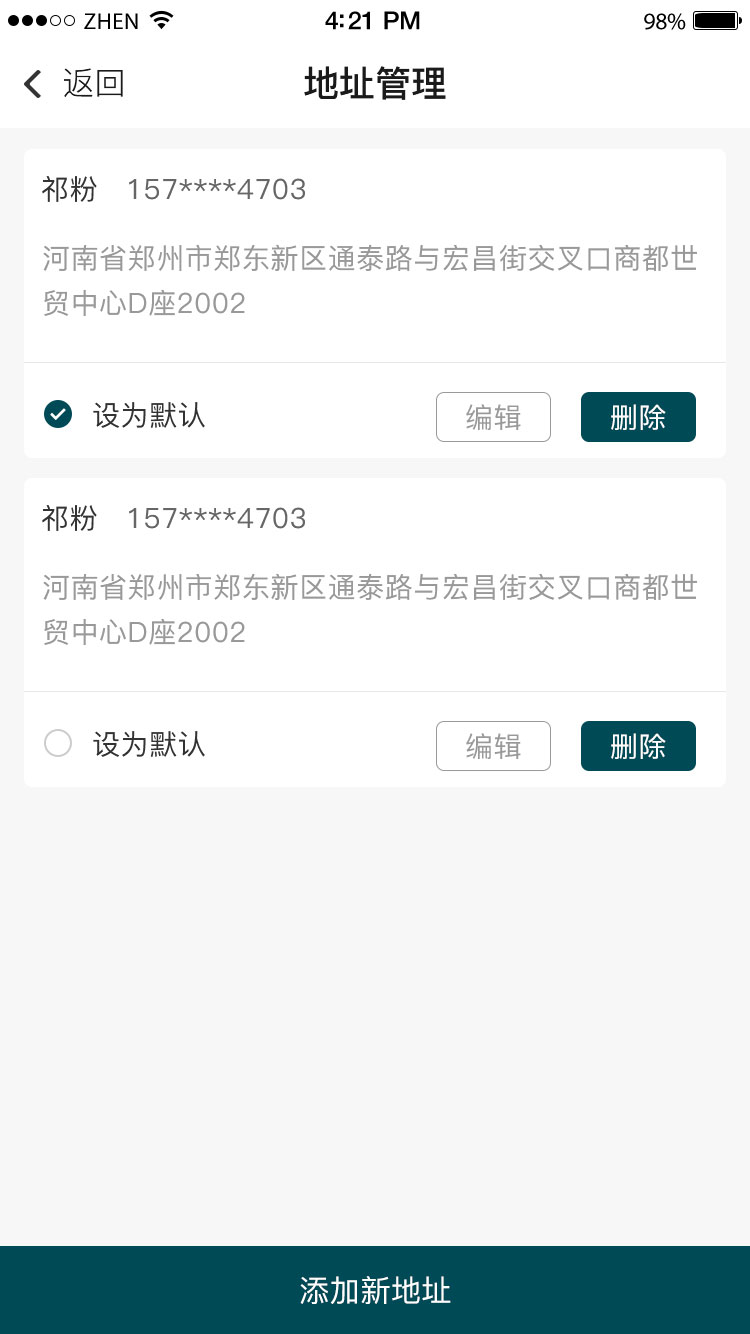 ZHEN 4:21 PM 98%
返回 地址管理
祁粉 157****4703
河南省郑州市郑东新区通泰路与宏昌街交叉口商都世
贸中心D座2002
设为默认 编辑 删除
祁粉 157****4703
河南省郑州市郑东新区通泰路与宏昌街交叉口商都世
贸中心D座2002
设为默认 编辑 删除
添加新地址